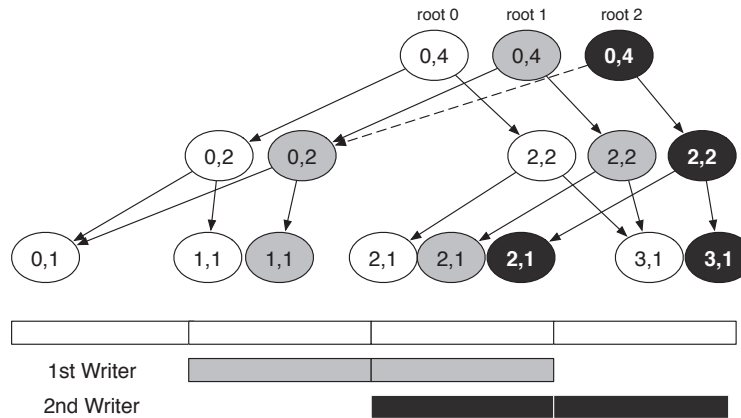 root 0 root 1 root 2
0,4 0,4 0,4
0,2 0,2 2,2 2,2 2,2
0,1 1,1 1,1 2,1 2,1 2,1 3,1 3,1
1st Writer
2nd Writer